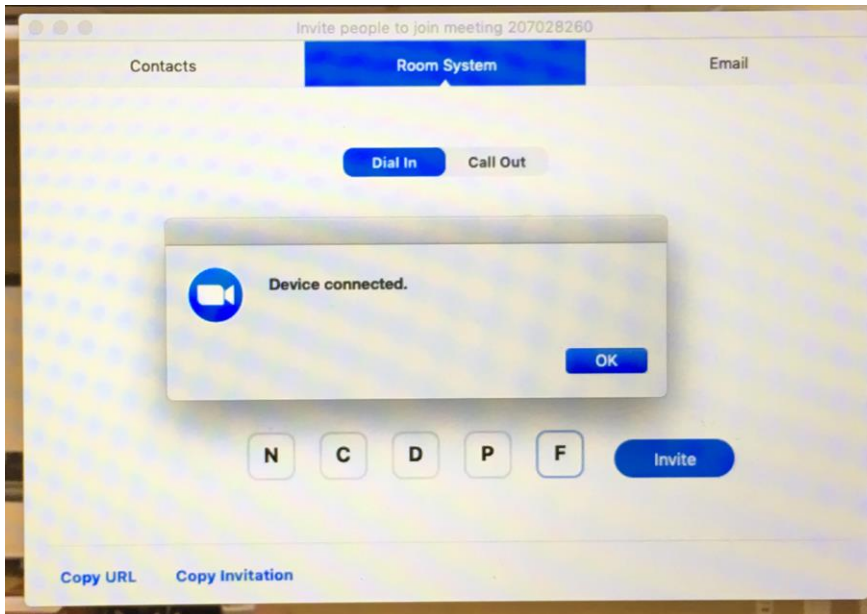 Invite people to join meeting 207028260
Contacts Room System Email
Dial In Call Out
Device connected.
OK
N C D P F Invite
Copy URL Copy Invitation